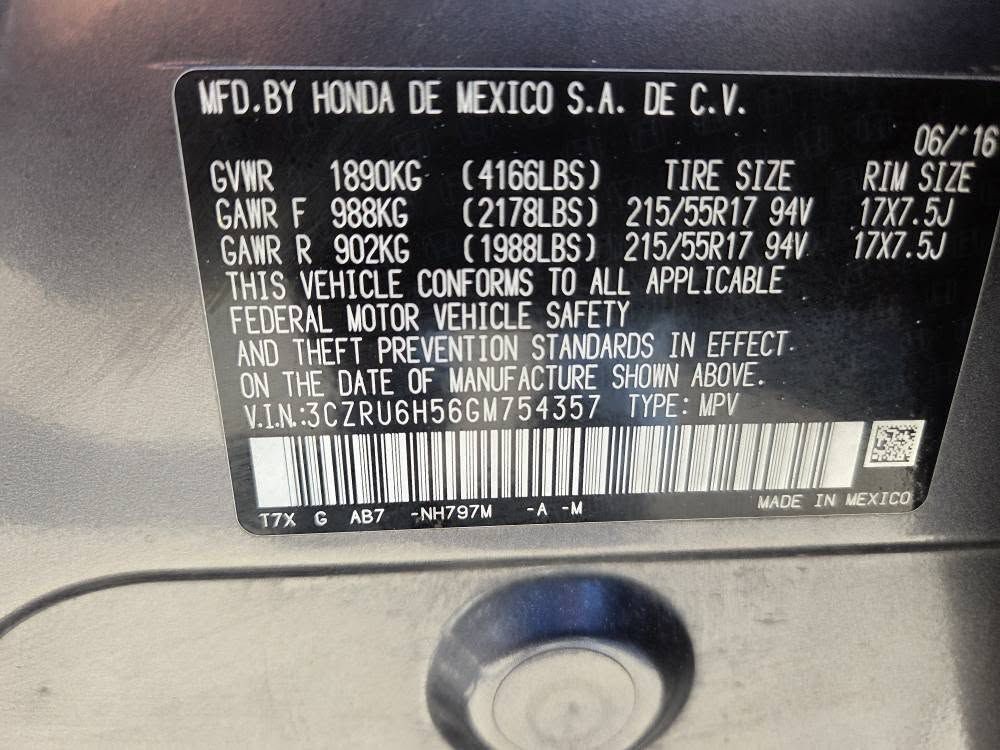 MFD.BY HONDA DE MEXICO S.A. DE C.V.
06/'16
GVWR 1890KG (4166LBS) TIRE SIZE RIM SIZE
GAWR F 988KG (2178LBS) 215/55R17 94V 17X7.5J
GAWR R 902KG (1988LBS) 215/55R17 94V 17X7.5J
THIS VEHICLE CONFORMS TO ALL APPLICABLE
FEDERAL MOTOR VEHICLE SAFETY
AND THEFT PREVENTION STANDARDS IN EFFECT
ON THE DATE OF MANUFACTURE SHOWN ABOVE.
V.I.N.:3CZRU6H56GM754357 TYPE: MPV
MADE IN MEXICO
T7X G AB7 -NH797M -A -M